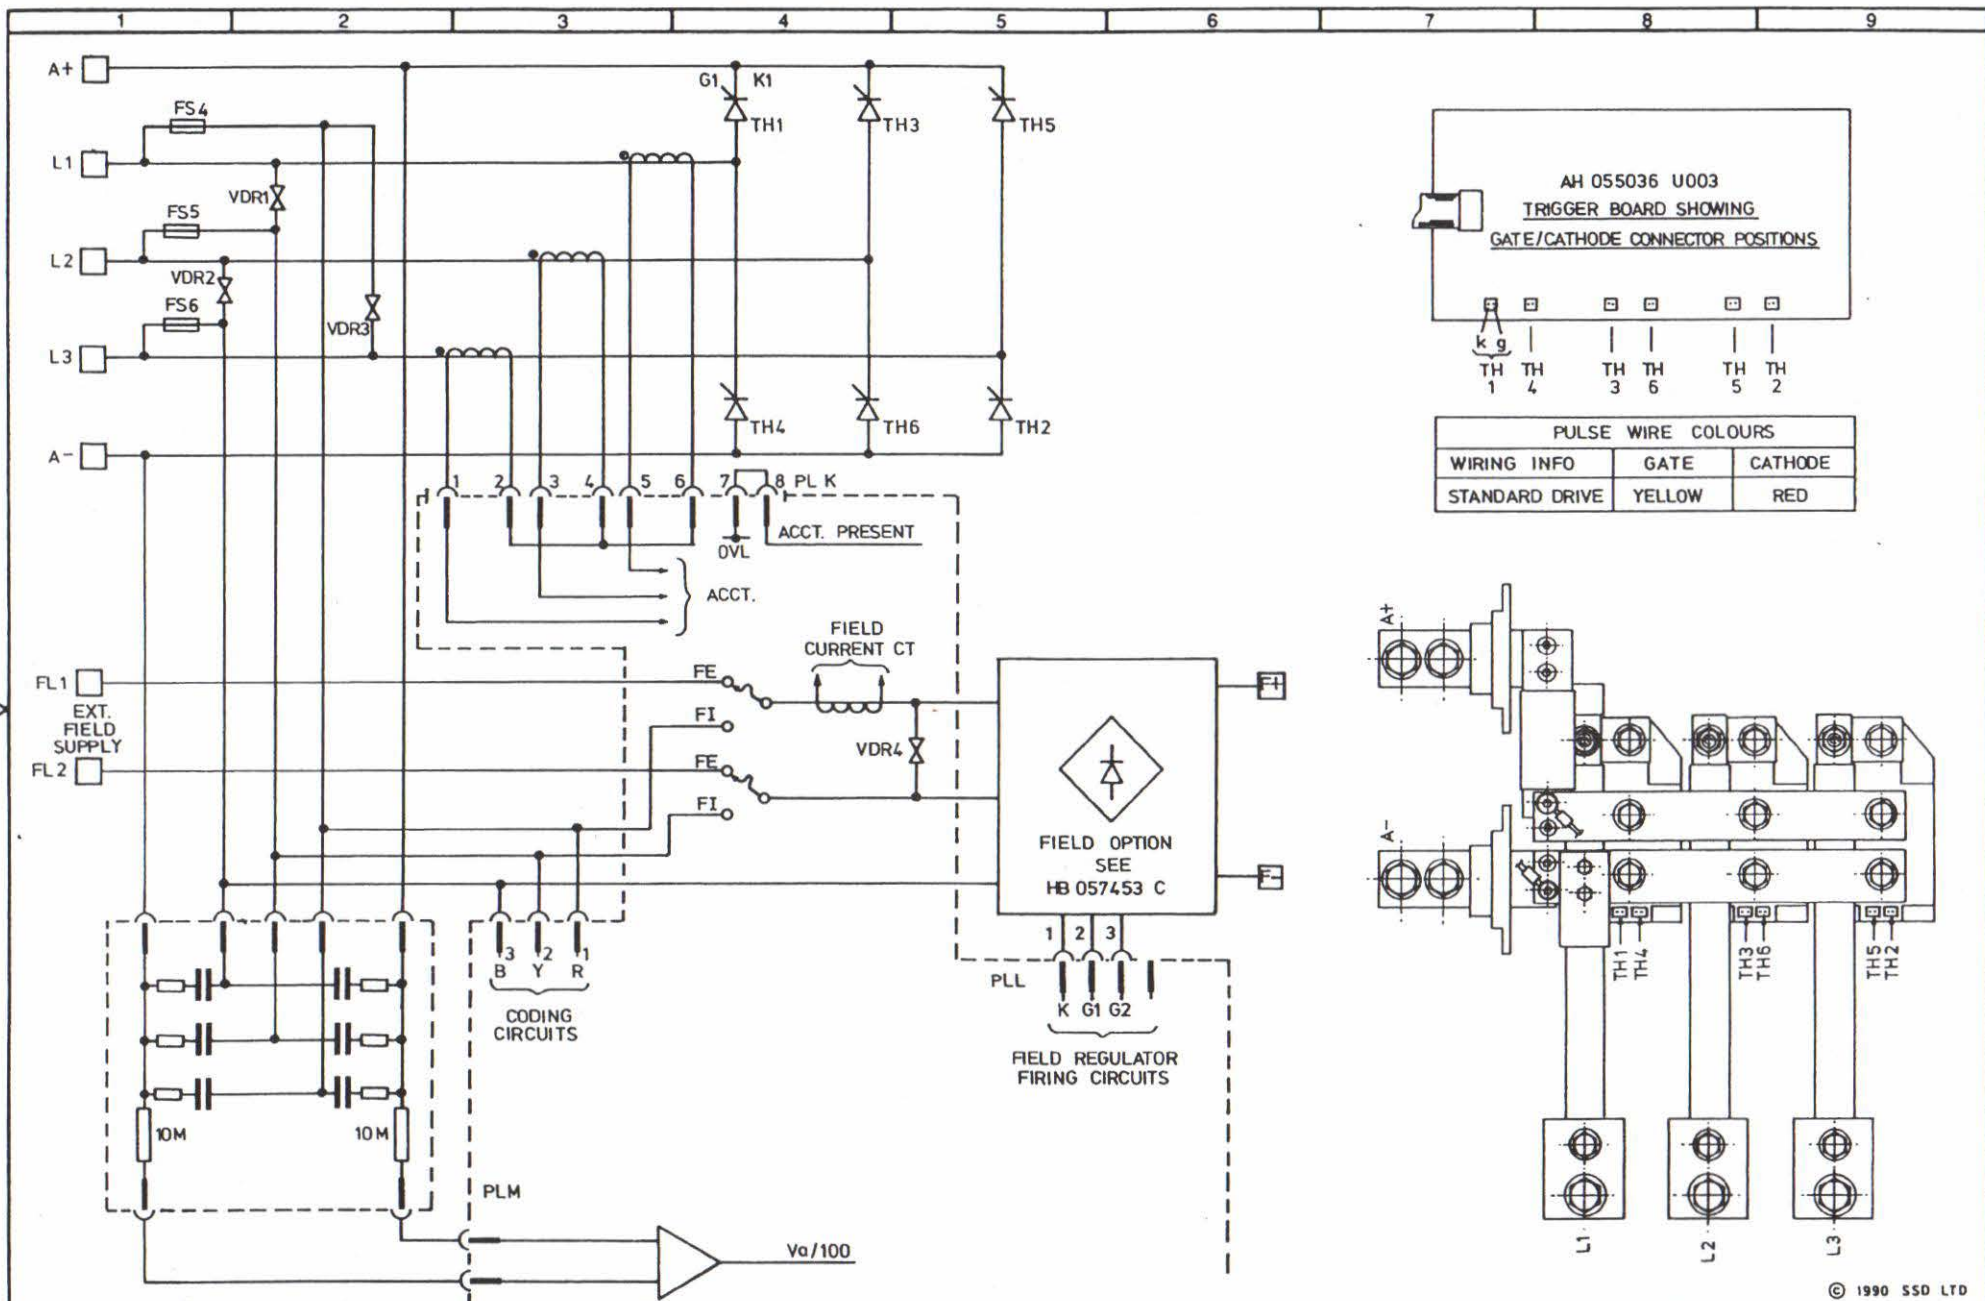 1 2 3 4 5 6 7 8 9
A+
G1 K1
FS4
TH1 TH3 TH5
L1
VDR1
FS5
L2
VDR2
FS6
VDR3
L3
TH4 TH6 TH2
A-
1 2 3 4 5 6 7 8 PL K
ACCT. PRESENT
0VL
ACCT.
FIELD
CURRENT CT
FL1
EXT.
FIELD
SUPPLY
FL2
FE
FI
FE
FI
VDR4
F+
F-
FIELD OPTION
SEE
HB 057453 C
1 2 3
PLL
K G1 G2
FIELD REGULATOR
FIRING CIRCUITS
3 2 1
B Y R
CODING
CIRCUITS
10M 10M
PLM
Va/100
AH 055036 U003
TRIGGER BOARD SHOWING
GATE/CATHODE CONNECTOR POSITIONS
k g
TH TH TH TH TH TH
1 4 3 6 5 2
PULSE WIRE COLOURS
WIRING INFO GATE CATHODE
STANDARD DRIVE YELLOW RED
A+
A-
TH1 TH4 TH3 TH6 TH5 TH2
L1 L2 L3
© 1990 SSD LTD